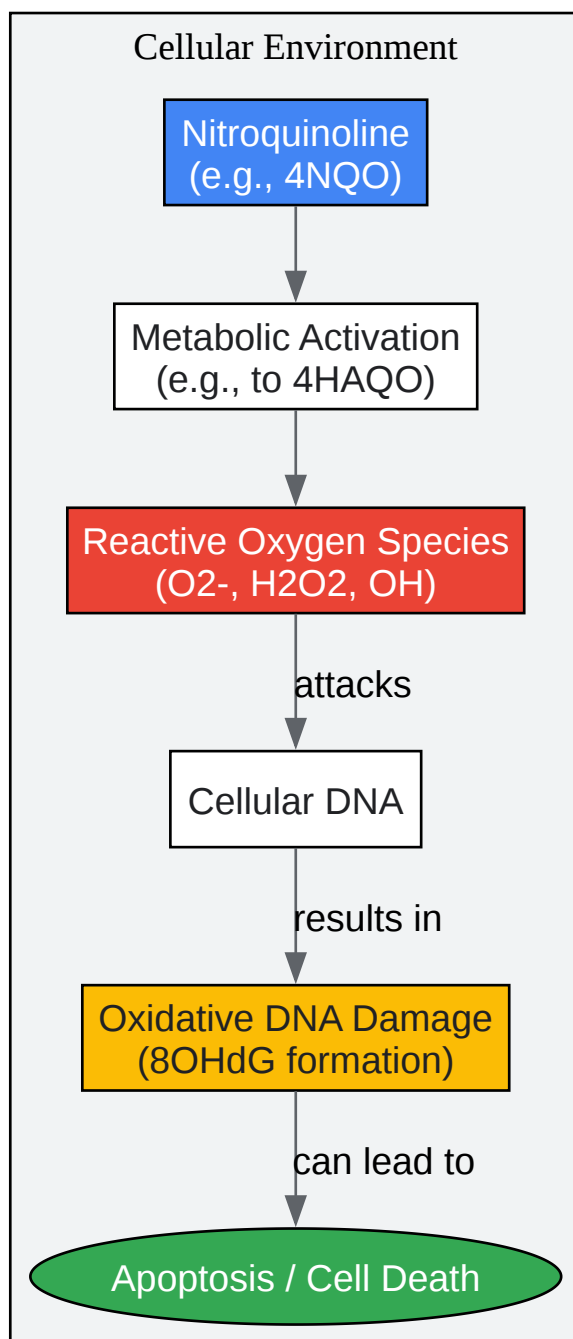 Cellular Environment
Nitroquinoline
(e.g., 4NQO)
Metabolic Activation
(e.g., to 4HAQO)
Reactive Oxygen Species
(O2-, H2O2, OH)
attacks
Cellular DNA
results in
Oxidative DNA Damage
(8OHdG formation)
can lead to
Apoptosis / Cell Death